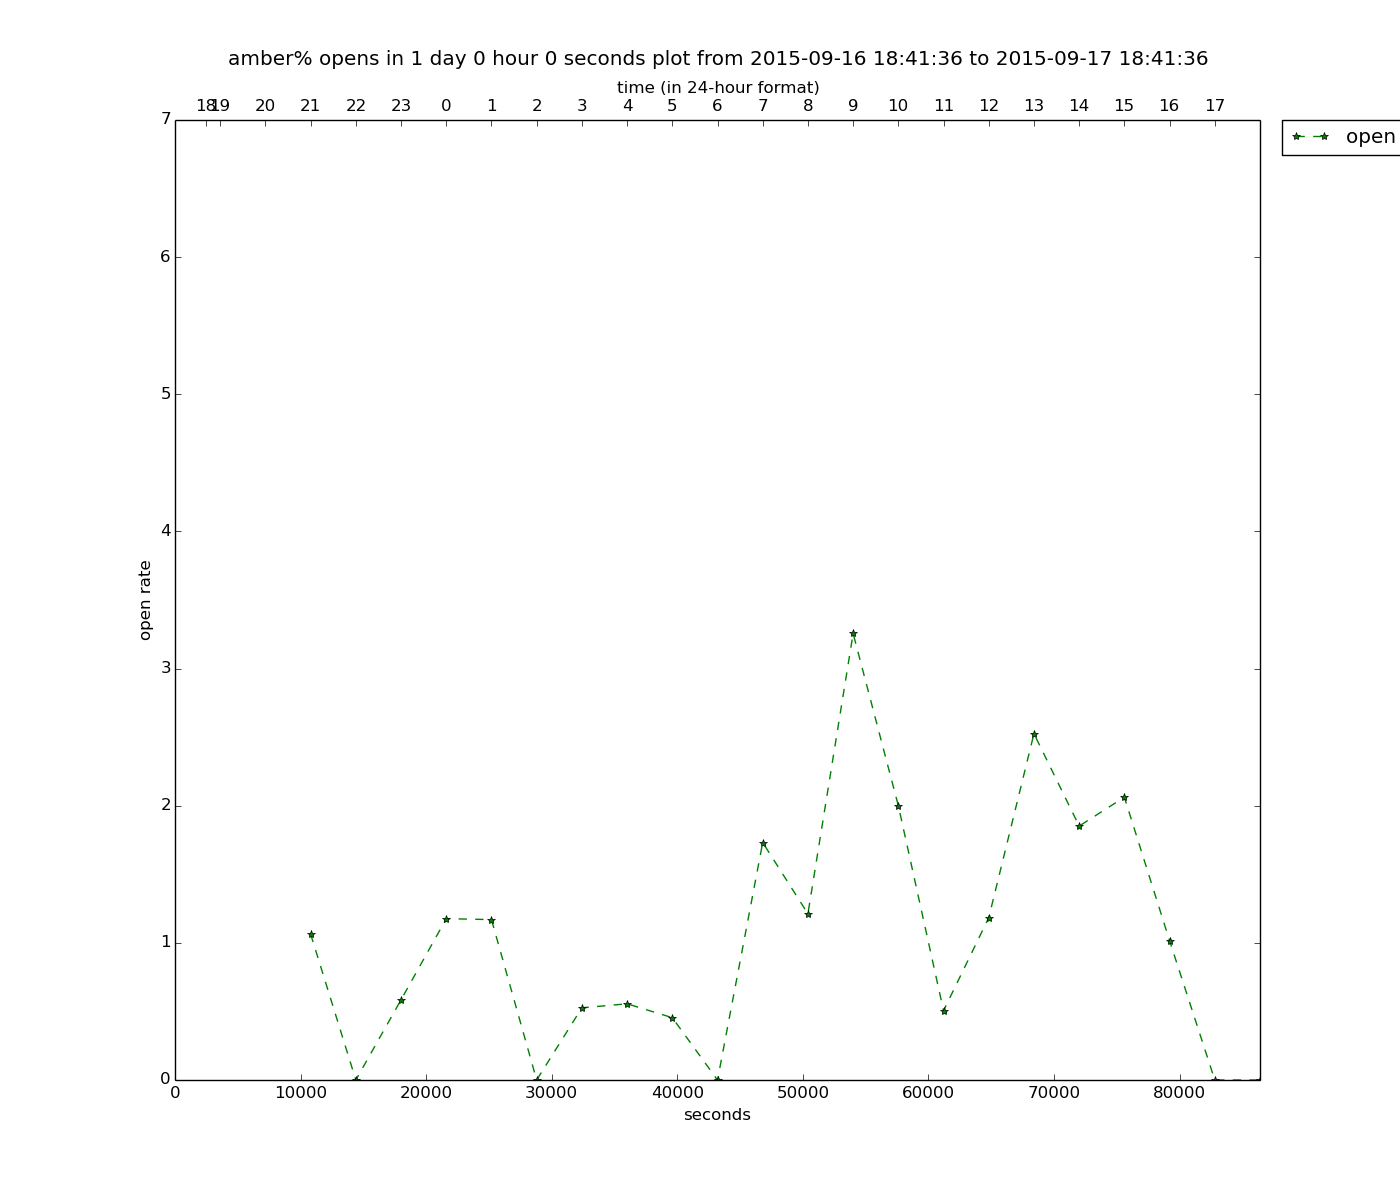 amber% opens in 1 day 0 hour 0 seconds plot from 2015-09-16 18:41:36 to 2015-09-17 18:41:36
time (in 24-hour format)
18 19 20 21 22 23 0 1 2 3 4 5 6 7 8 9 10 11 12 13 14 15 16 17
open
7
6
5
4
3
2
1
0
open rate
0 10000 20000 30000 40000 50000 60000 70000 80000
seconds